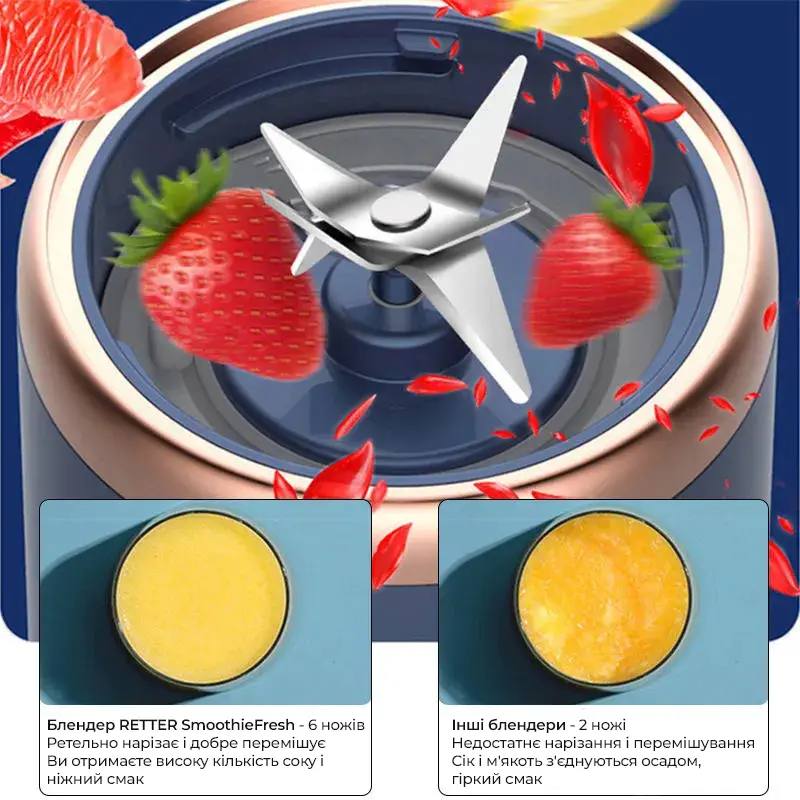 Блендер RETTER SmoothieFresh - 6 ножів
Ретельно нарізає і добре перемішує
Ви отримаєте високу кількість соку і
ніжний смак
Інші блендери - 2 ножі
Недостатнє нарізання і перемішування
Сік і м'якоть з'єднуються осадом,
гіркий смак